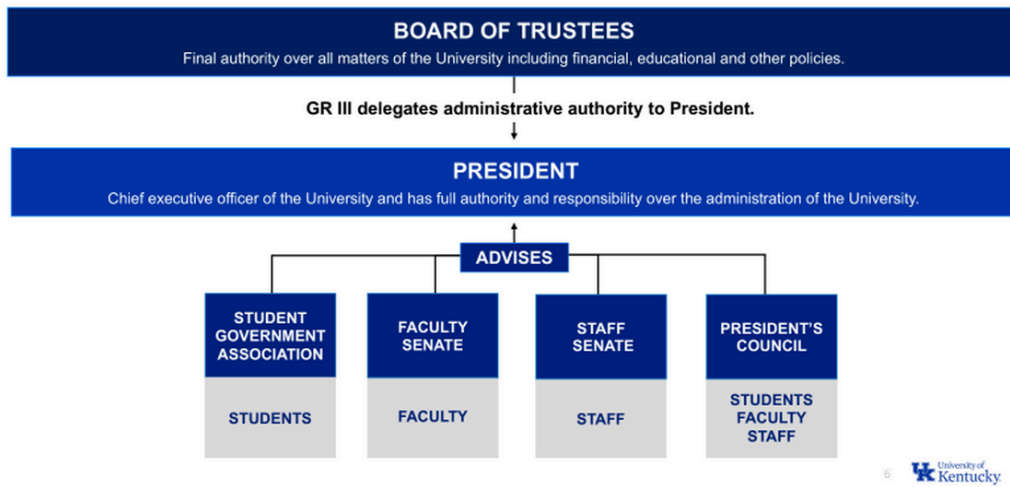 BOARD OF TRUSTEES
Final authority over all matters of the University including financial, educational and other policies.
GR III delegates administrative authority to President.
PRESIDENT
Chief executive officer of the University and has full authority and responsibility over the administration of the University.
ADVISES
STUDENT
GOVERNMENT
ASSOCIATION
STUDENTS
FACULTY
SENATE
FACULTY
STAFF
SENATE
STAFF
PRESIDENT'S
COUNCIL
STUDENTS
FACULTY
STAFF
6
UK
University of
Kentucky